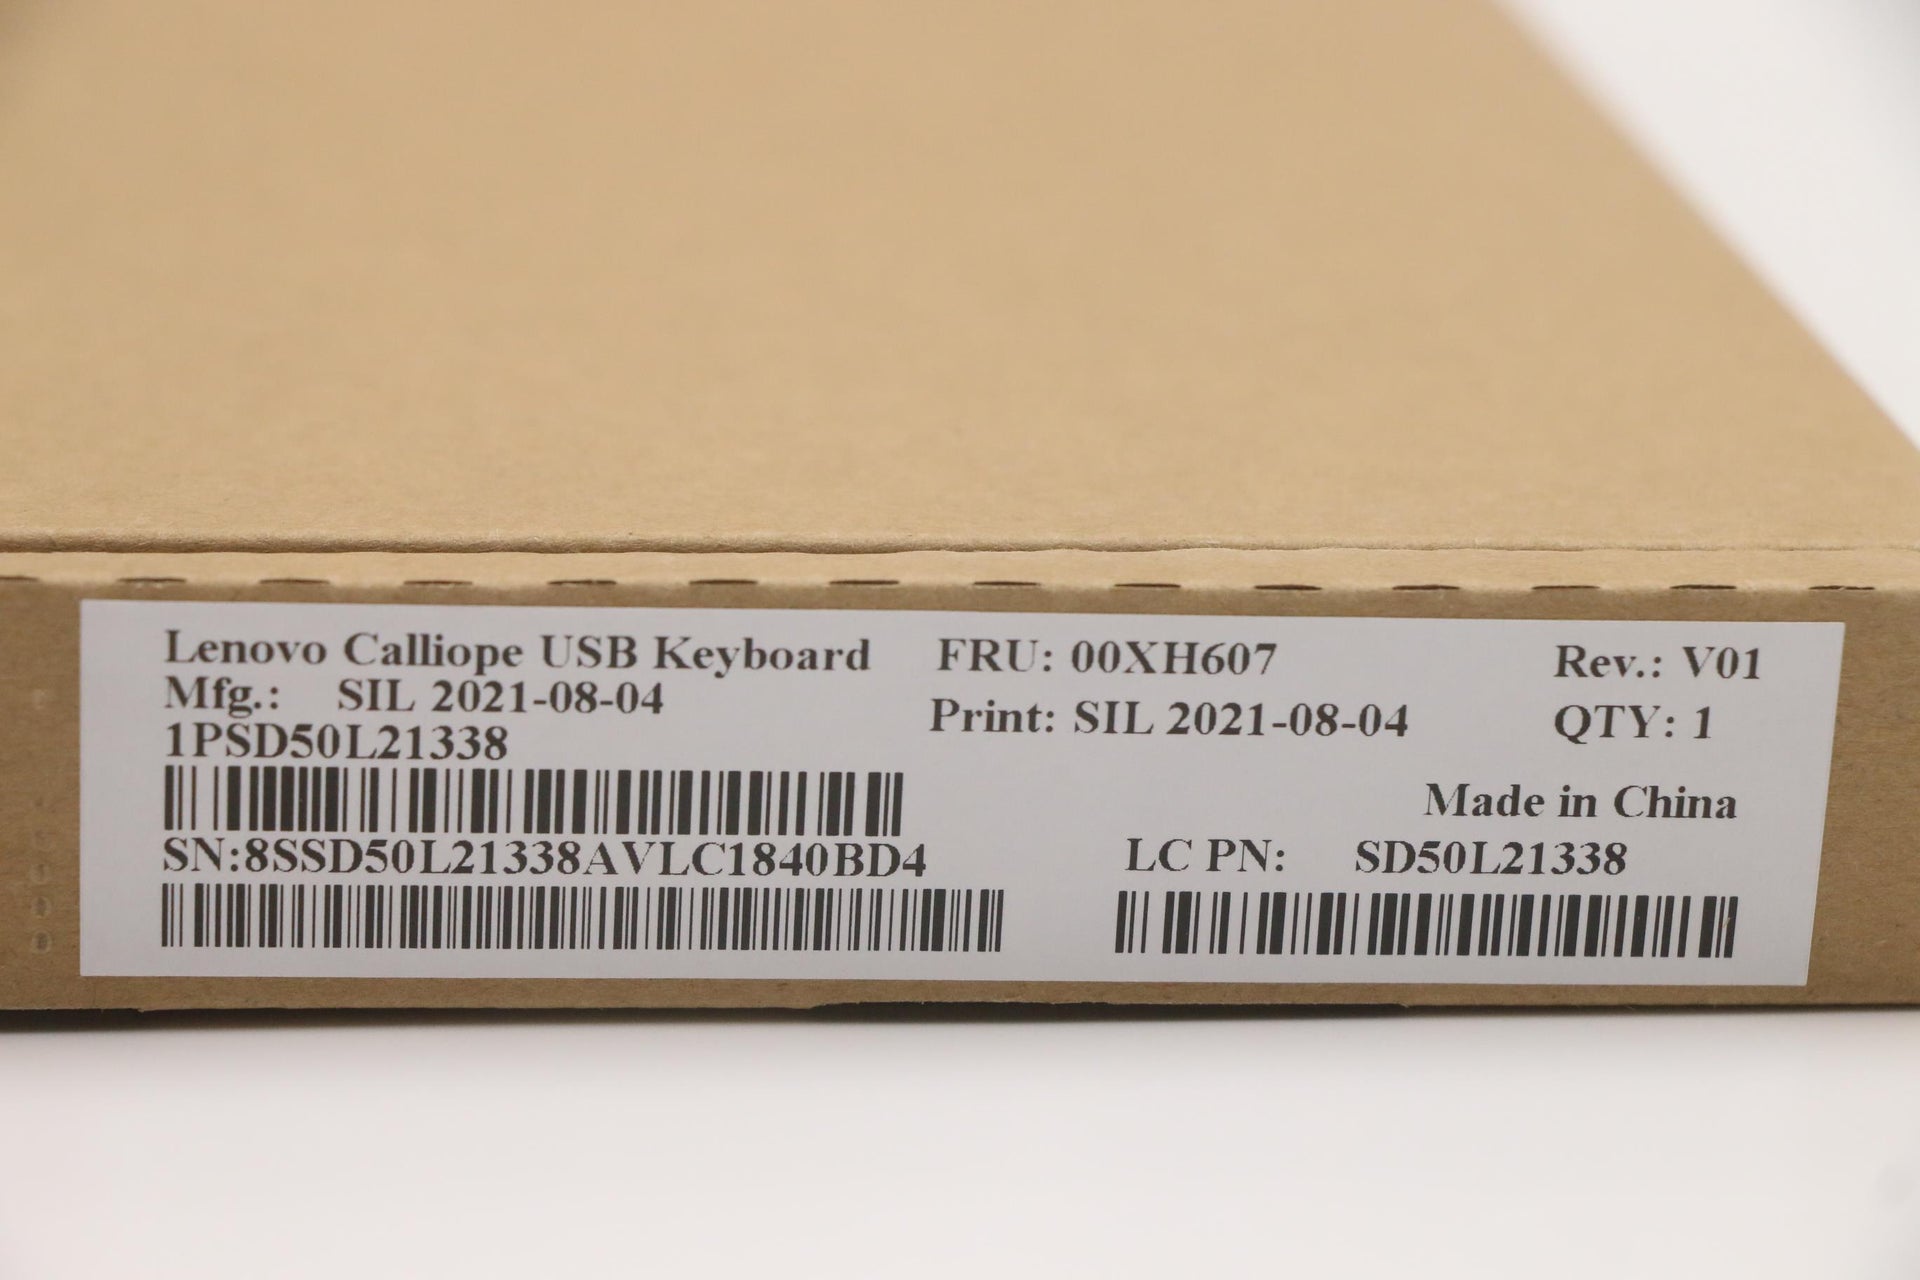 Lenovo Calliope USB Keyboard
FRU: 00XH607
Rev.: V01
Mfg.: SIL 2021-08-04
Print: SIL 2021-08-04
QTY: 1
1PSD50L21338
Made in China
SN:8SSD50L21338AVLC1840BD4
LC PN: SD50L21338